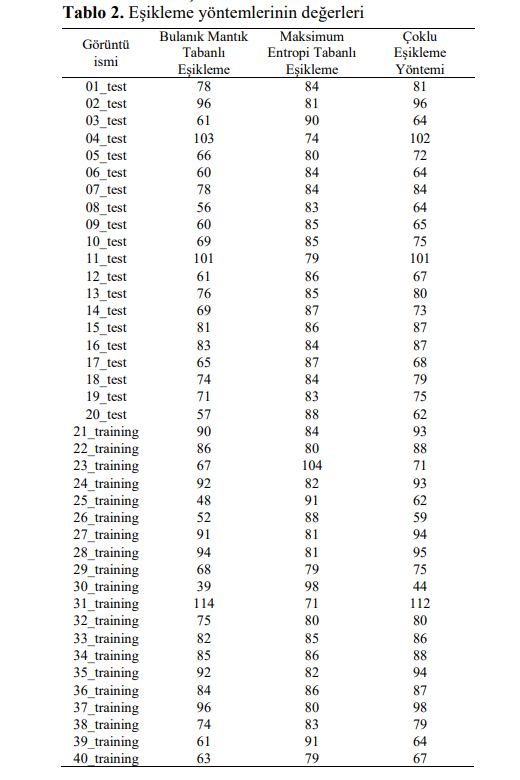 Tablo 2. Eşikleme yöntemlerinin değerleri
Görüntü ismi Bulanık Mantık Tabanlı Eşikleme Maksimum Entropi Tabanlı Eşikleme Çoklu Eşikleme Yöntemi
01_test 78 84 81
02_test 96 81 96
03_test 61 90 64
04_test 103 74 102
05_test 66 80 72
06_test 60 84 64
07_test 78 84 84
08_test 56 83 64
09_test 60 85 65
10_test 69 85 75
11_test 101 79 101
12_test 61 86 67
13_test 76 85 80
14_test 69 87 73
15_test 81 86 87
16_test 83 84 87
17_test 65 87 68
18_test 74 84 79
19_test 71 83 75
20_test 57 88 62
21_training 90 84 93
22_training 86 80 88
23_training 67 104 71
24_training 92 82 93
25_training 48 91 62
26_training 52 88 59
27_training 91 81 94
28_training 94 81 95
29_training 68 79 75
30_training 39 98 44
31_training 114 71 112
32_training 75 80 80
33_training 82 85 86
34_training 85 86 88
35_training 92 82 94
36_training 84 86 87
37_training 96 80 98
38_training 74 83 79
39_training 61 91 64
40_training 63 79 67